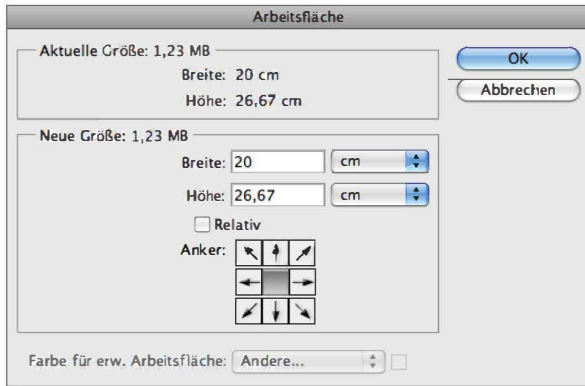 Arbeitsfläche
Aktuelle Größe: 1,23 MB
Breite: 20 cm
Höhe: 26,67 cm
OK
Abbrechen
Neue Größe: 1,23 MB
Breite: 20 cm
Höhe: 26,67 cm
Relativ
Anker:
Farbe für erw. Arbeitsfläche: Andere...